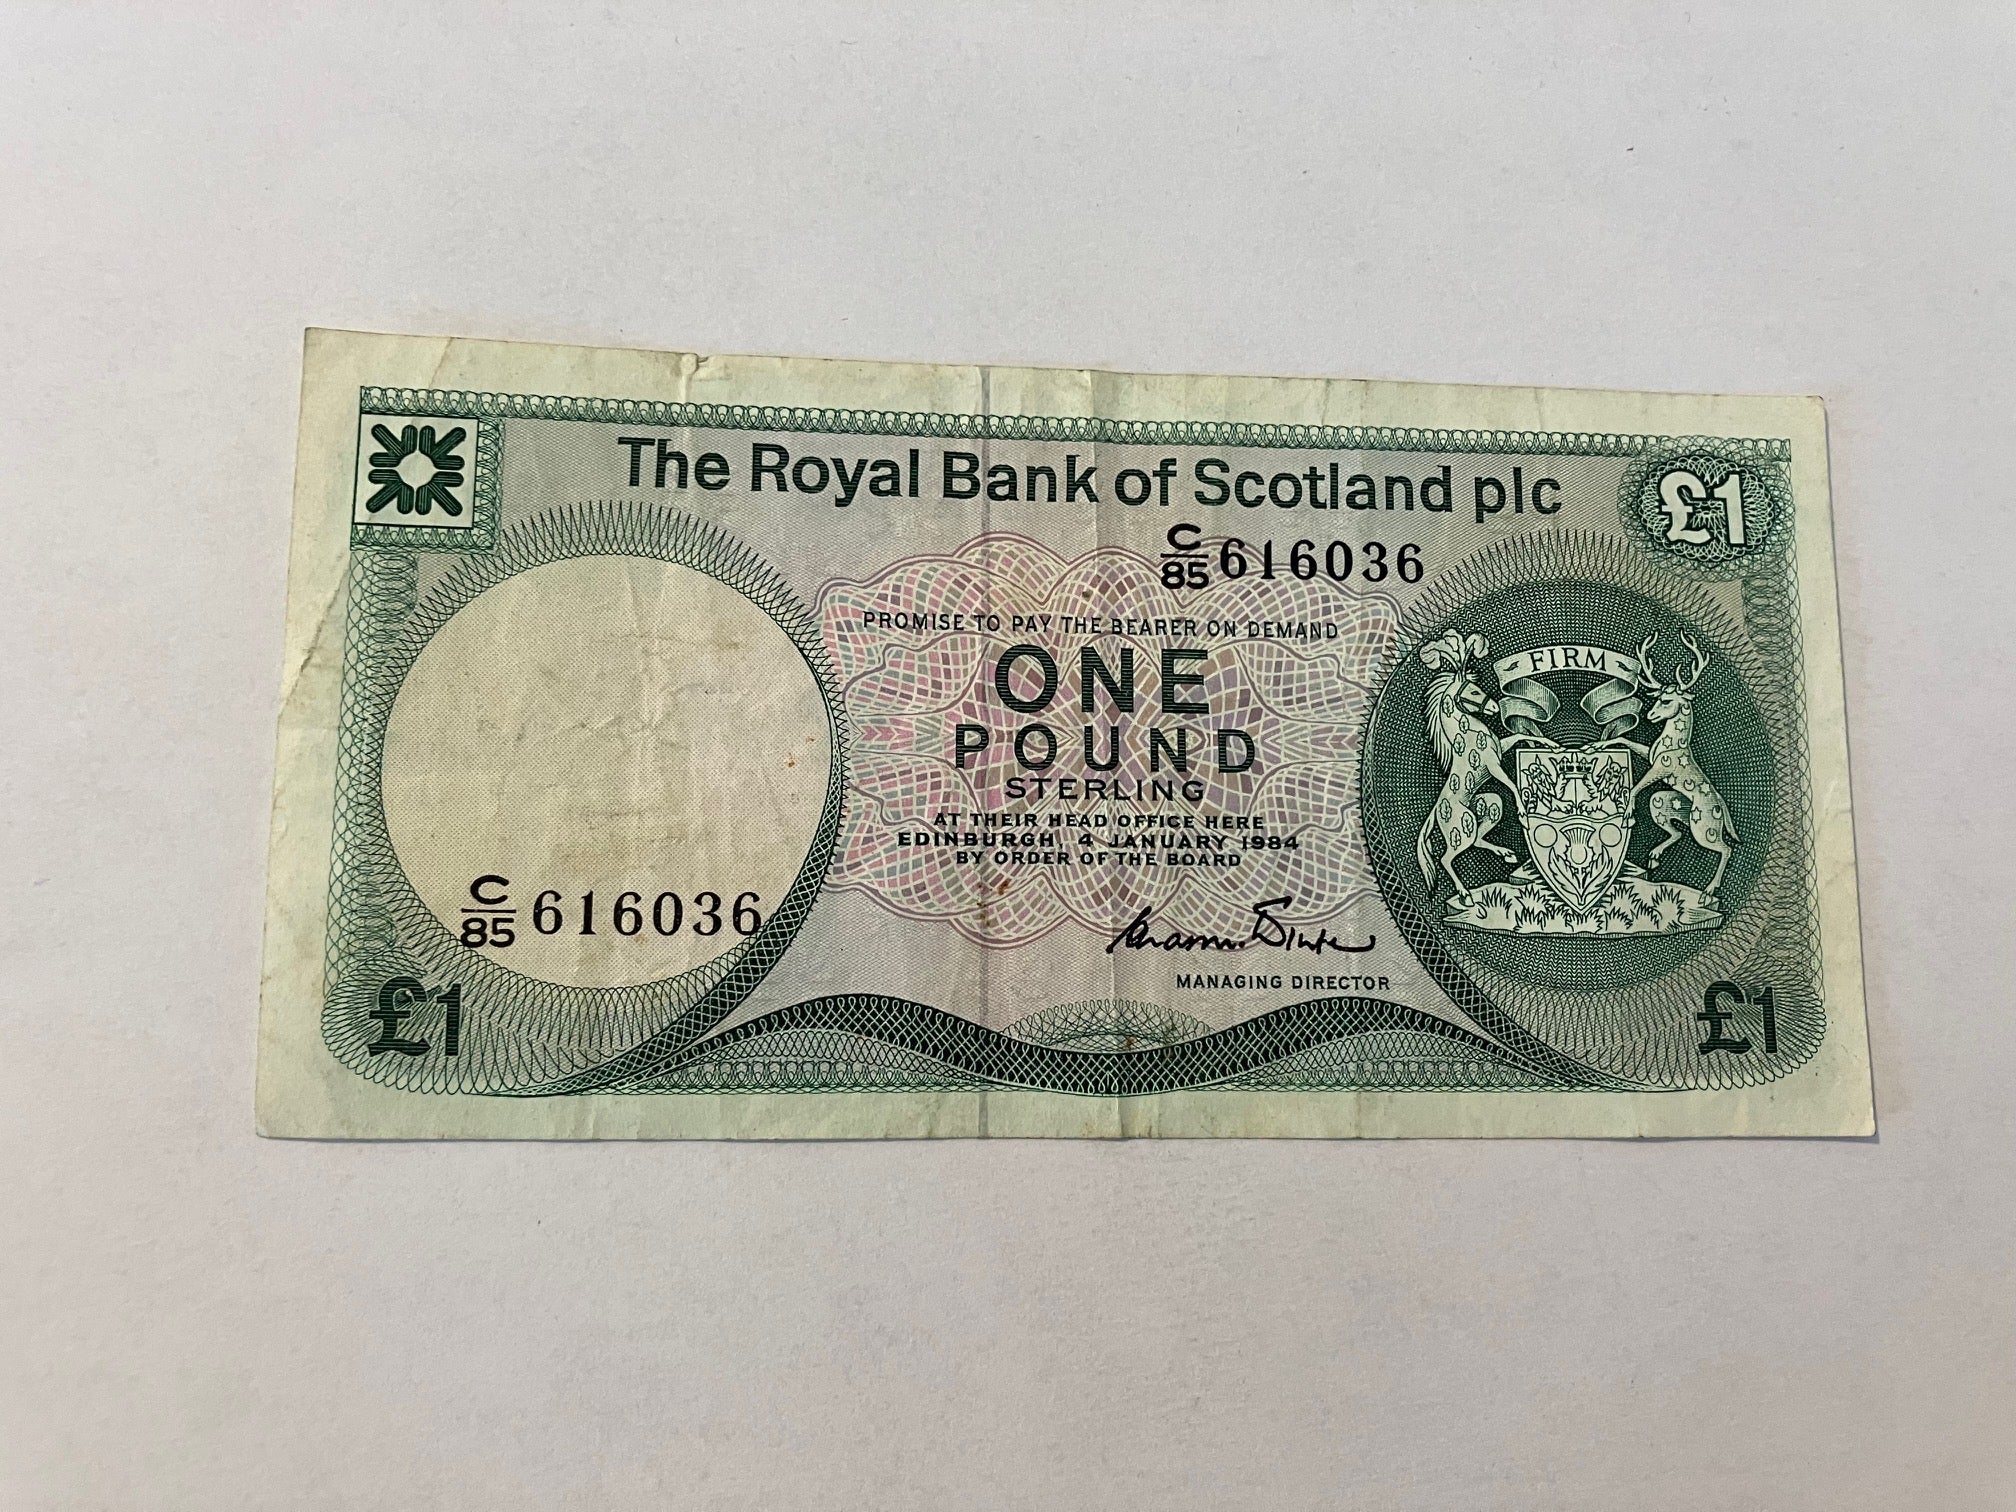 The Royal Bank of Scotland plc
£1
C/85 616036
PROMISE TO PAY THE BEARER ON DEMAND
ONE
POUND
STERLING
AT THEIR HEAD OFFICE HERE
EDINBURGH, 4 JANUARY 1984
BY ORDER OF THE BOARD
FIRM
C/85 616036
MANAGING DIRECTOR
£1
£1